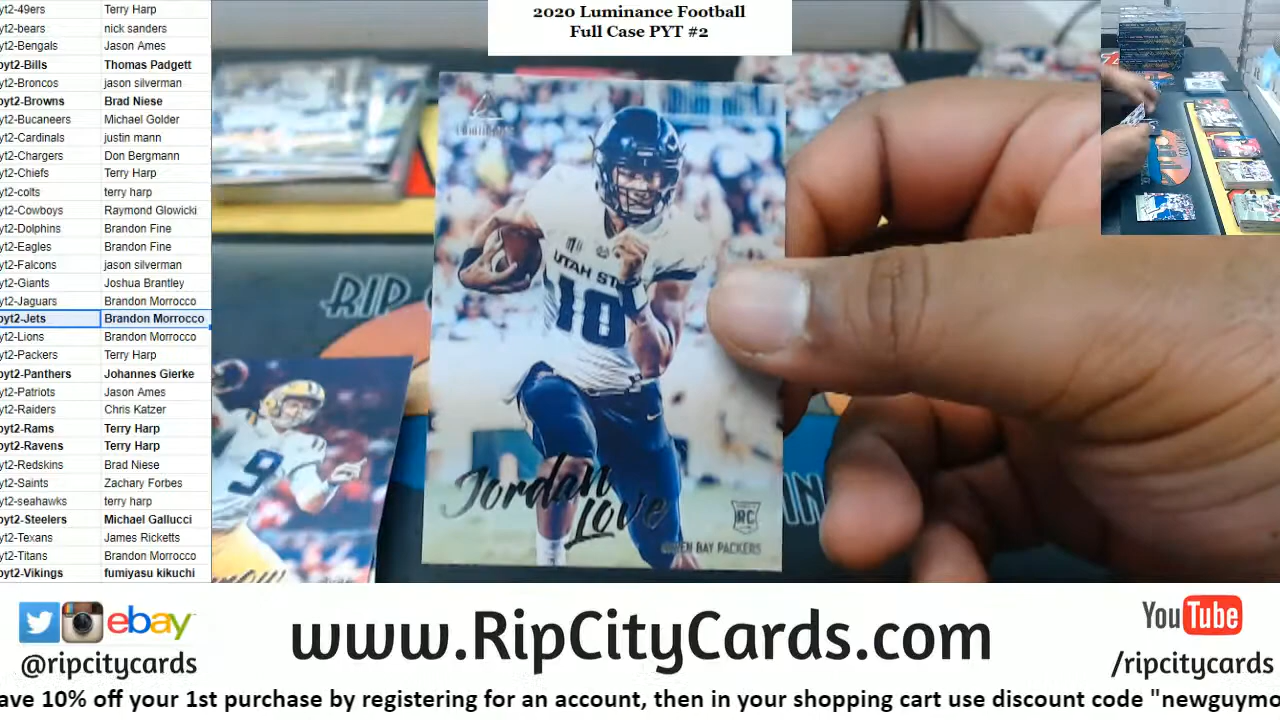 2020 Luminance Football
Full Case PYT #2
yt2-49ers Terry Harp
yt2-bears nick sanders
yt2-Bengals Jason Ames
pyt2-Bills Thomas Padgett
yt2-Broncos jason silverman
pyt2-Browns Brad Niese
yt2-Bucaneers Michael Golder
yt2-Cardinals justin mann
yt2-Chargers Don Bergmann
yt2-Chiefs Terry Harp
yt2-colts terry harp
yt2-Cowboys Raymond Glowicki
yt2-Dolphins Brandon Fine
yt2-Eagles Brandon Fine
yt2-Falcons jason silverman
yt2-Giants Joshua Brantley
yt2-Jaguars Brandon Morrocco
pyt2-Jets Brandon Morrocco
yt2-Lions Brandon Morrocco
yt2-Packers Terry Harp
pyt2-Panthers Johannes Gierke
yt2-Patriots Jason Ames
yt2-Raiders Chris Katzer
pyt2-Rams Terry Harp
pyt2-Ravens Terry Harp
yt2-Redskins Brad Niese
yt2-Saints Zachary Forbes
yt2-seahawks terry harp
pyt2-Steelers Michael Gallucci
yt2-Texans James Ricketts
yt2-Titans Brandon Morrocco
pyt2-Vikings fumiyasu kikuchi
UTAH ST
10
Jordan
Love
RC
GREEN BAY PACKERS
RIP
9
ebay
@ripcitycards
www.RipCityCards.com
YouTube
/ripcitycards
ave 10% off your 1st purchase by registering for an account, then in your shopping cart use discount code "newguymo